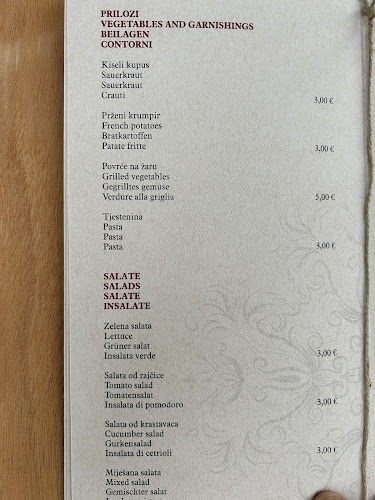 PRILOZI
VEGETABLES AND GARNISHINGS
BEILAGEN
CONTORNI
Kiseli kupus
Sauerkraut
Sauerkraut
Crauti 3,00 €
Prženi krumpir
French potatoes
Bratkartoffen
Patate fritte 3,00 €
Povrće na žaru
Grilled vegetables
Gegrilltes gemüse
Verdure alla griglia 5,00 €
Tjestenina
Pasta
Pasta
Pasta 3,00 €
SALATE
SALADS
SALATE
INSALATE
Zelena salata
Lettuce
Grüner salat
Insalata verde 3,00 €
Salata od rajčice
Tomato salad
Tomatensalat
Insalata di pomodoro 3,00 €
Salata od krastavaca
Cucumber salad
Gurkensalad
Insalata di cetrioli 3,00 €
Miješana salata
Mixed salad
Gemischter salat